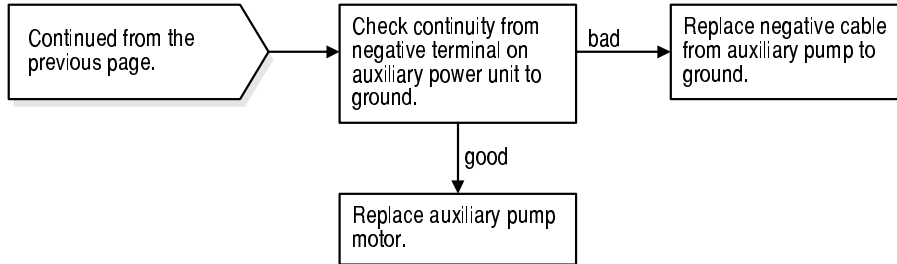 Continued from the
previous page.
Check continuity from
negative terminal on
auxiliary power unit to
ground.
bad
Replace negative cable
from auxiliary pump to
ground.
good
Replace auxiliary pump
motor.